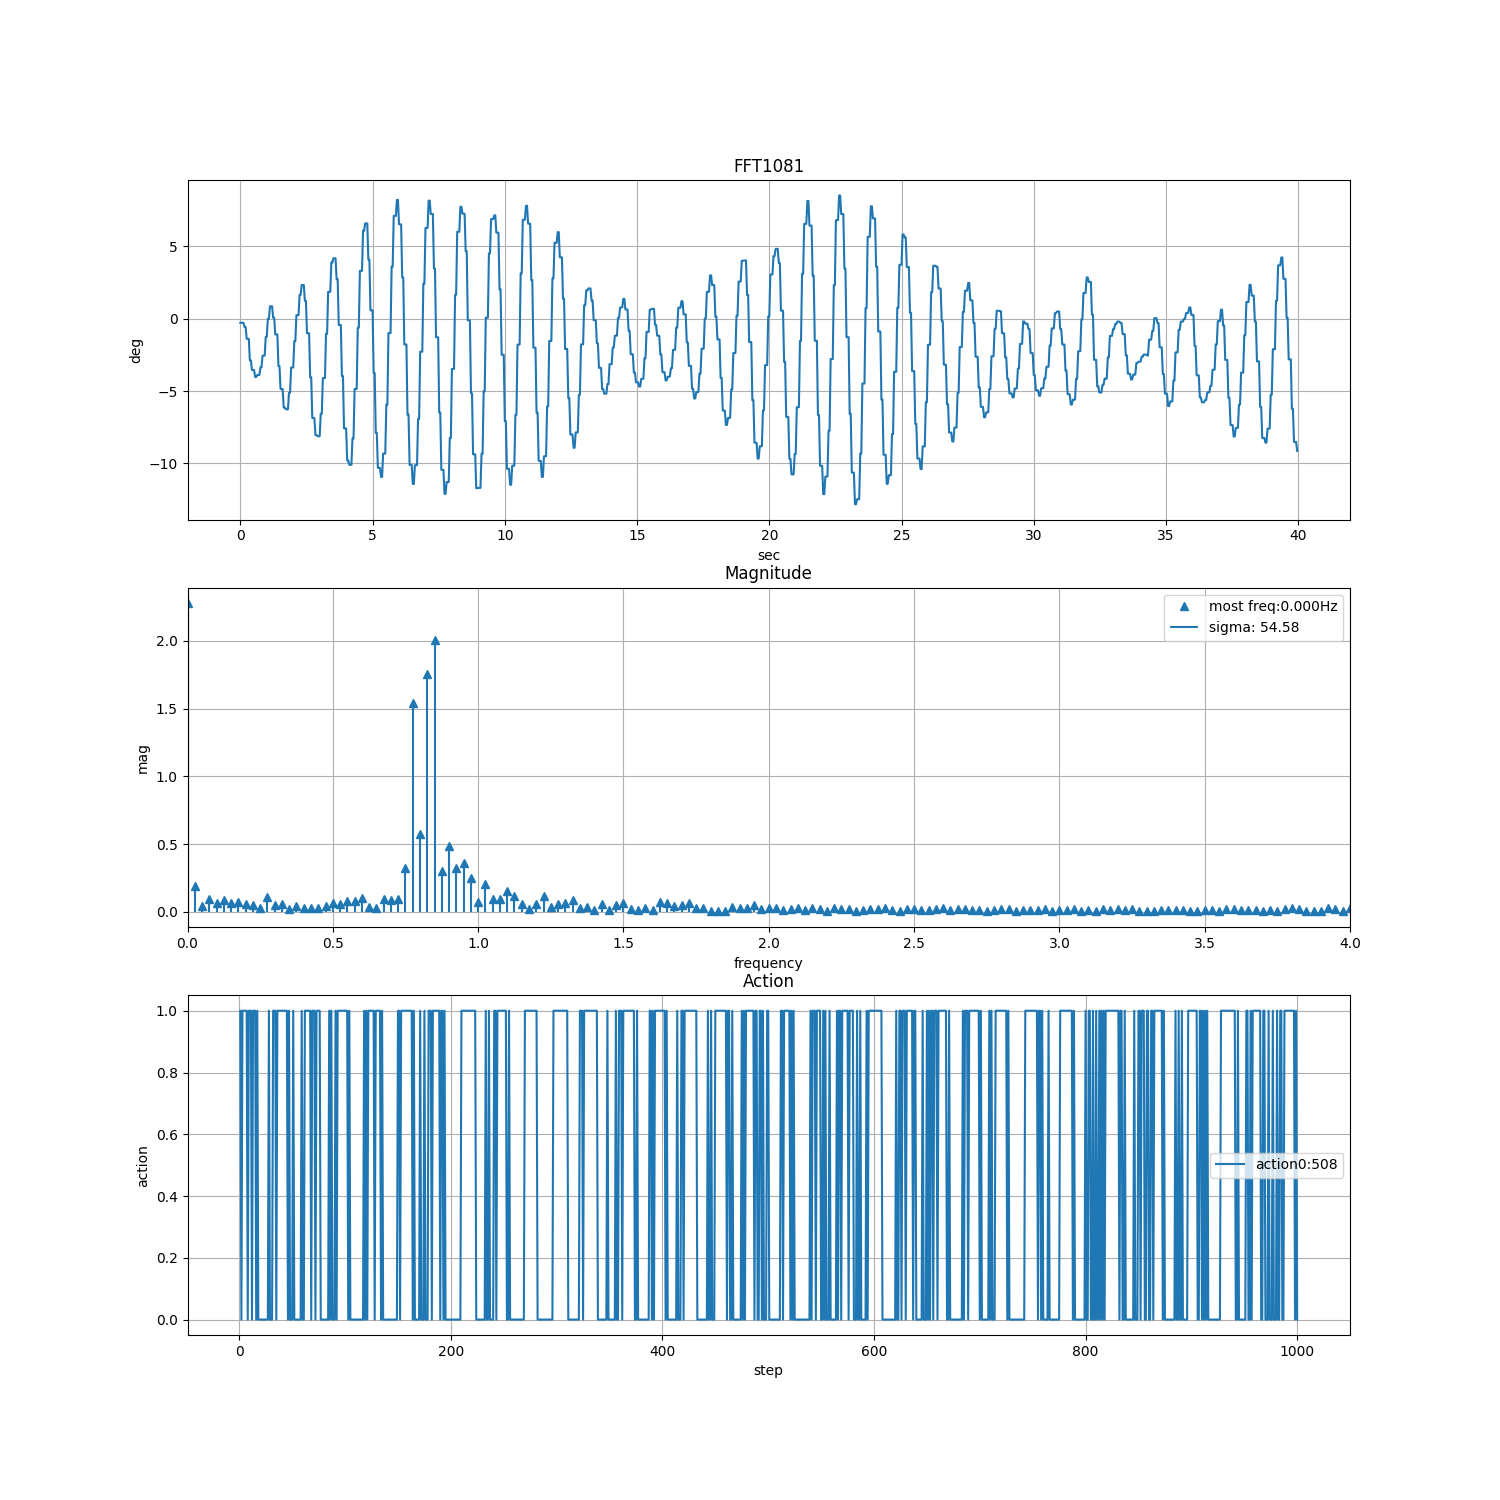 FFT1081
5
0
−5
−10
deg
0 5 10 15 20 25 30 35 40
sec
Magnitude
most freq:0.000Hz
sigma: 54.58
2.0
1.5
1.0
0.5
0.0
mag
0.0 0.5 1.0 1.5 2.0 2.5 3.0 3.5 4.0
frequency
Action
1.0
0.8
0.6
0.4
0.2
0.0
action
action0:508
0 200 400 600 800 1000
step